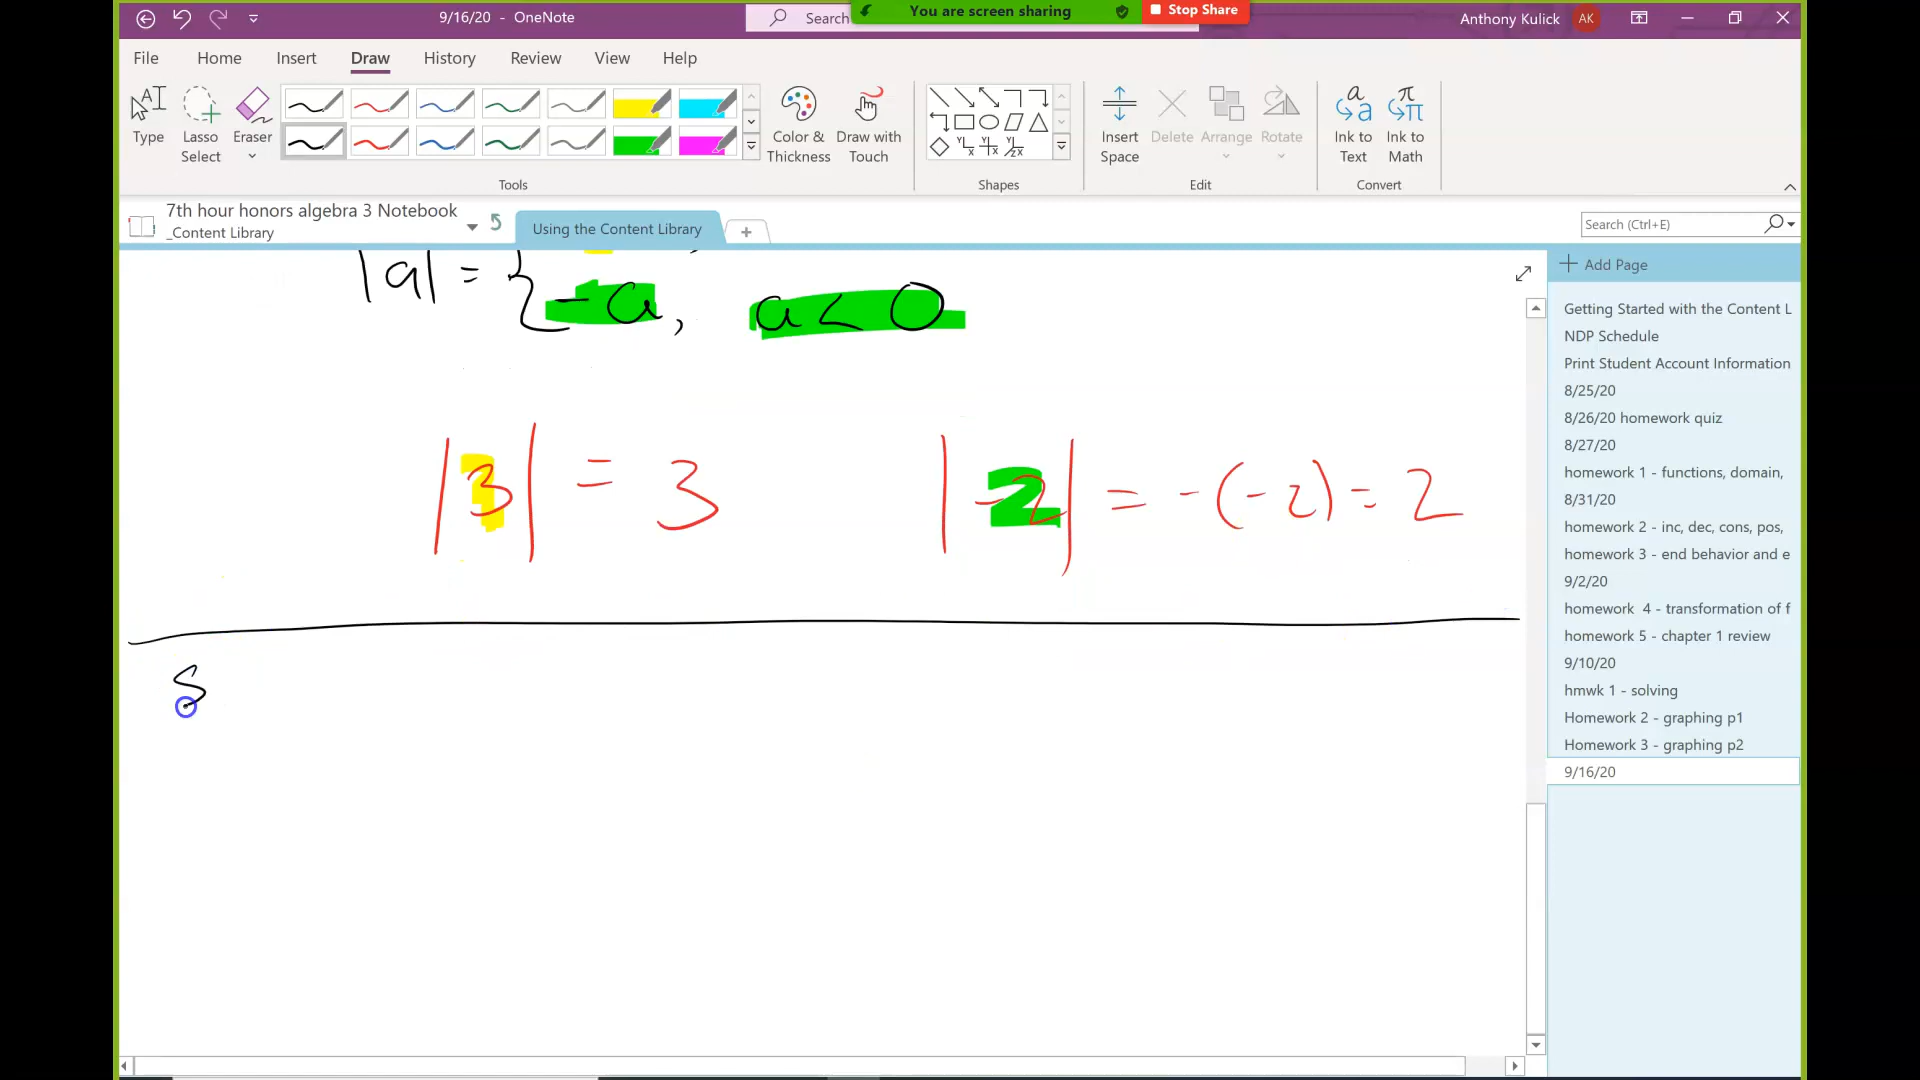 9/16/20 - OneNote
Search
You are screen sharing
Stop Share
Anthony Kulick
AK
File Home Insert Draw History Review View Help
Type
Lasso Select
Eraser
Color & Thickness
Draw with Touch
Insert Space
Delete
Arrange
Rotate
Ink to Text
Ink to Math
Tools
Shapes
Edit
Convert
7th hour honors algebra 3 Notebook
_Content Library
Using the Content Library
Search (Ctrl+E)
Add Page
Getting Started with the Content L
NDP Schedule
Print Student Account Information
8/25/20
8/26/20 homework quiz
8/27/20
homework 1 - functions, domain,
8/31/20
homework 2 - inc, dec, cons, pos,
homework 3 - end behavior and e
9/2/20
homework 4 - transformation of f
homework 5 - chapter 1 review
9/10/20
hmwk 1 - solving
Homework 2 - graphing p1
Homework 3 - graphing p2
9/16/20
|a| = { -a, a < 0
|3| = 3
|-2| = -(-2) = 2
S